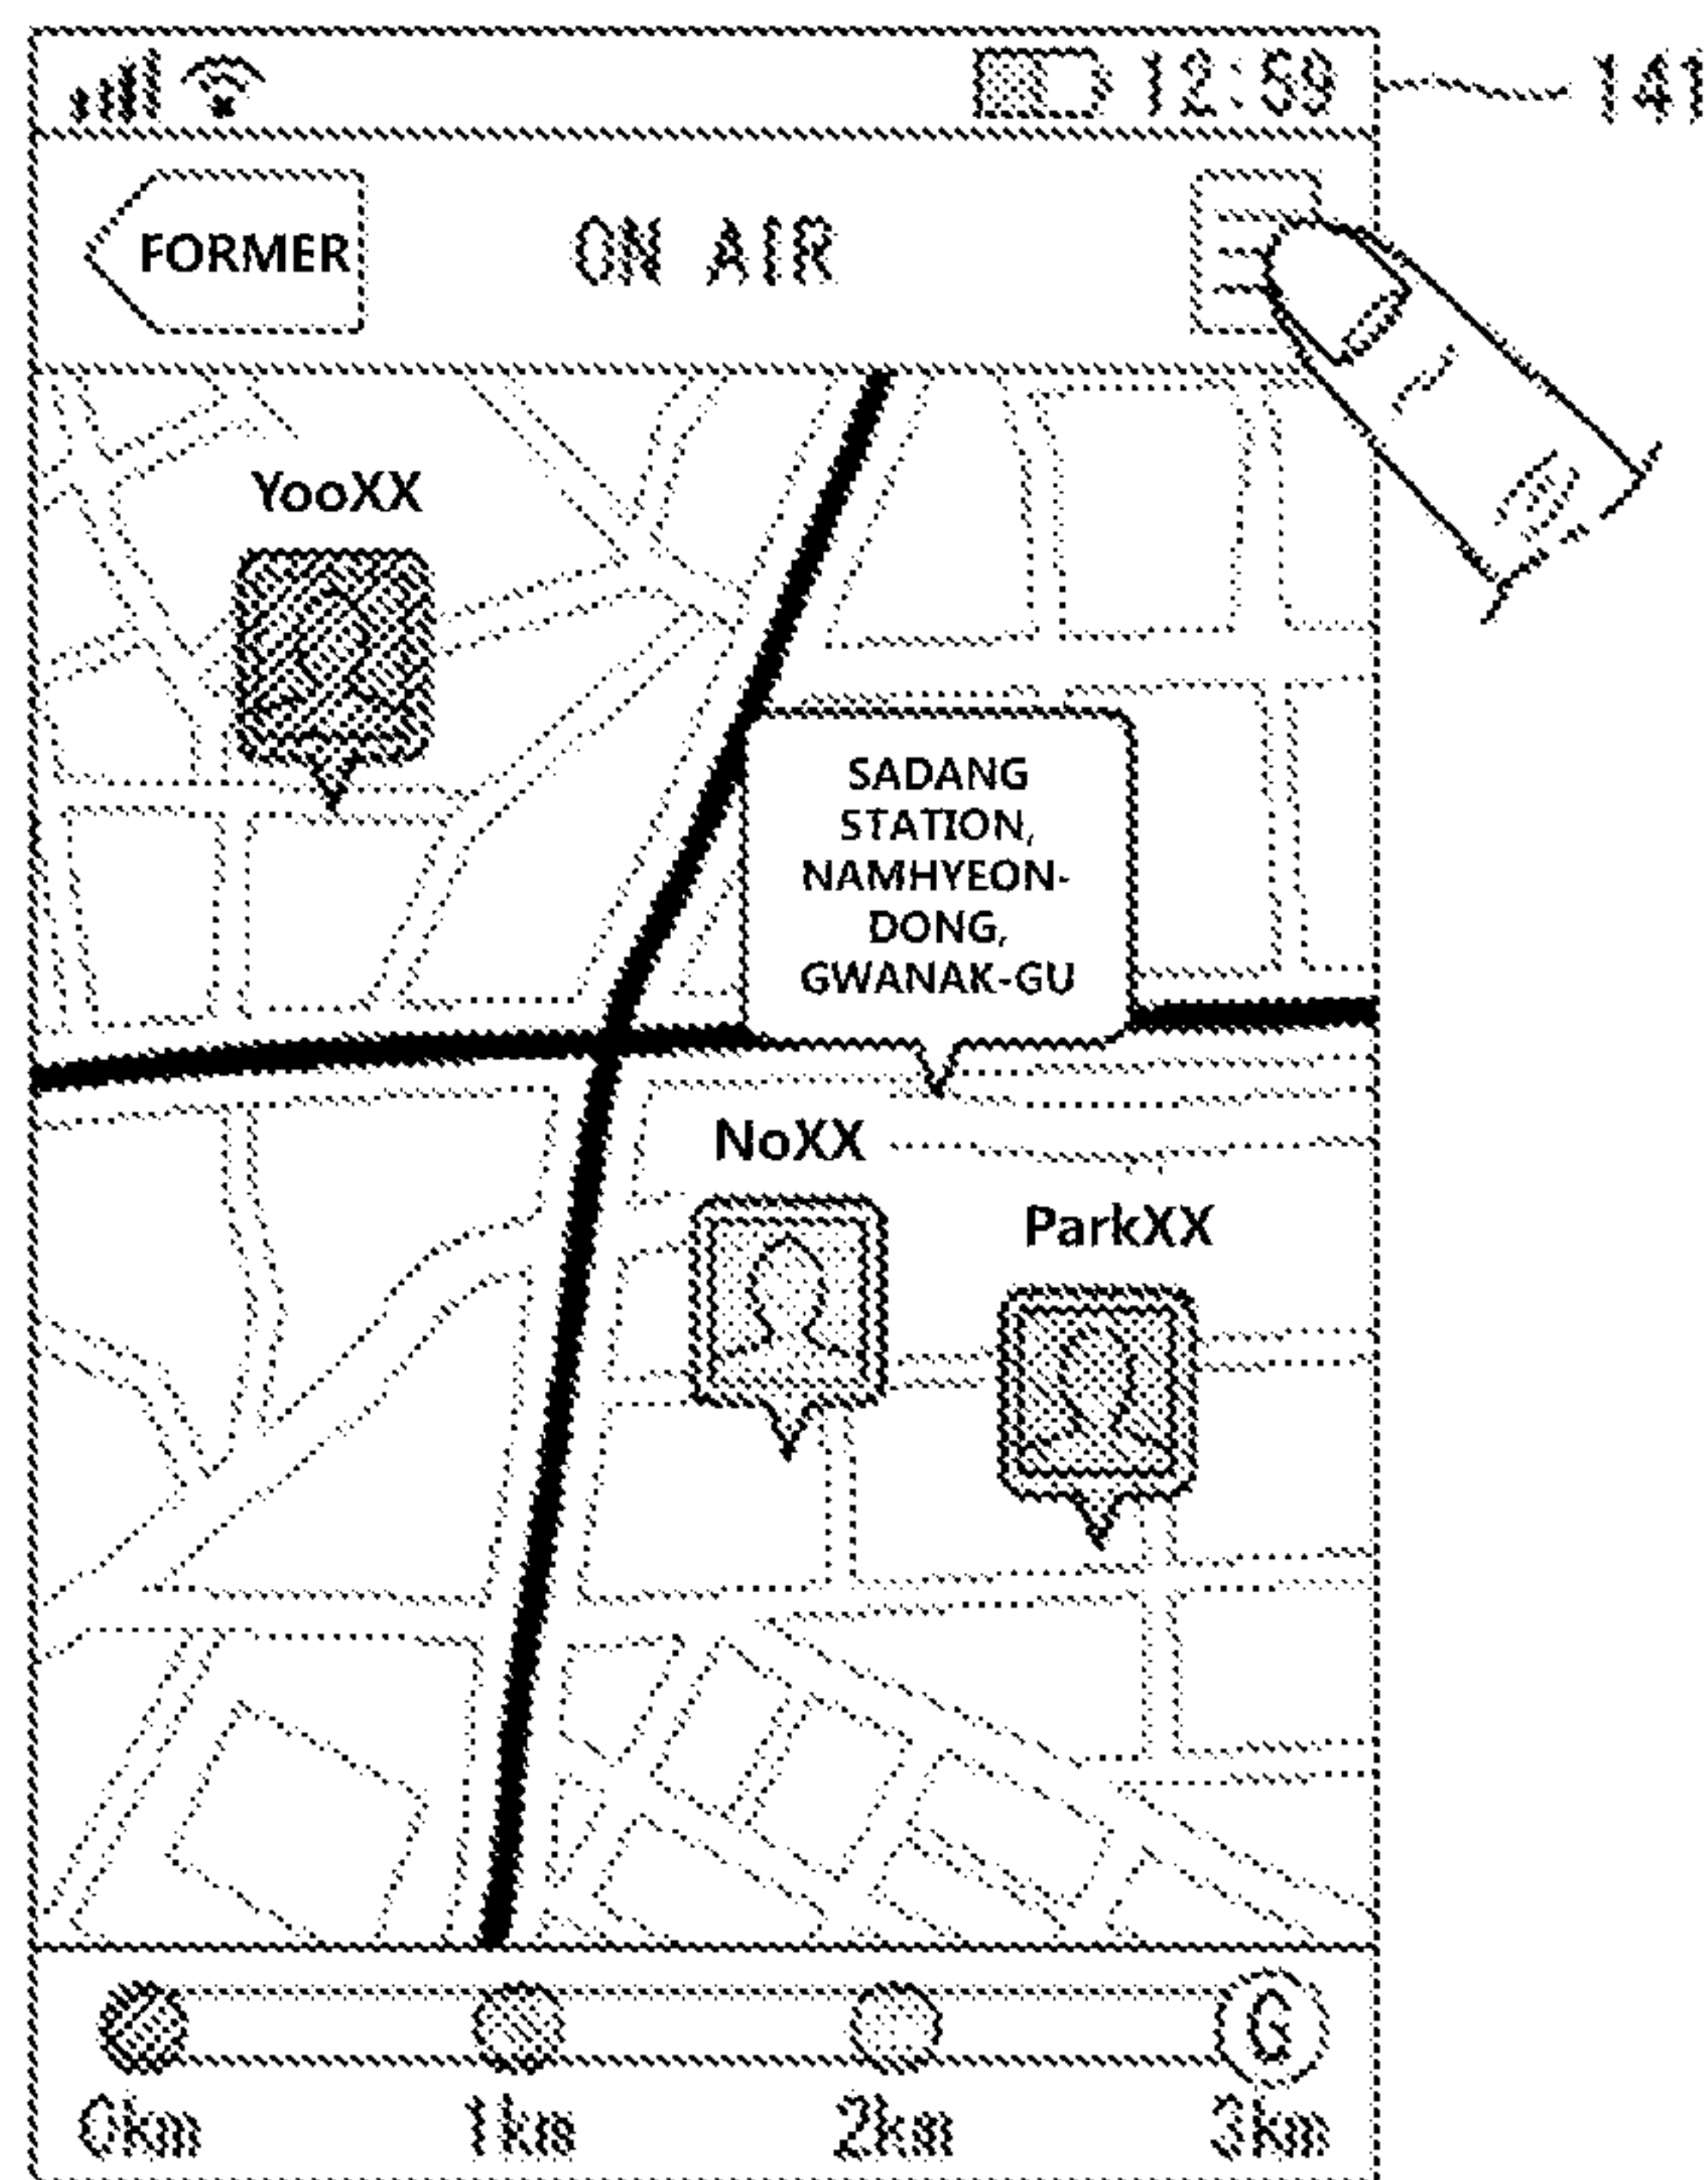 12:59
141
FORMER
ON AIR
YooXX
SADANG
STATION,
NAMHYEON-
DONG,
GWANAK-GU
NoXX
ParkXX
G
0km
1km
2km
3km